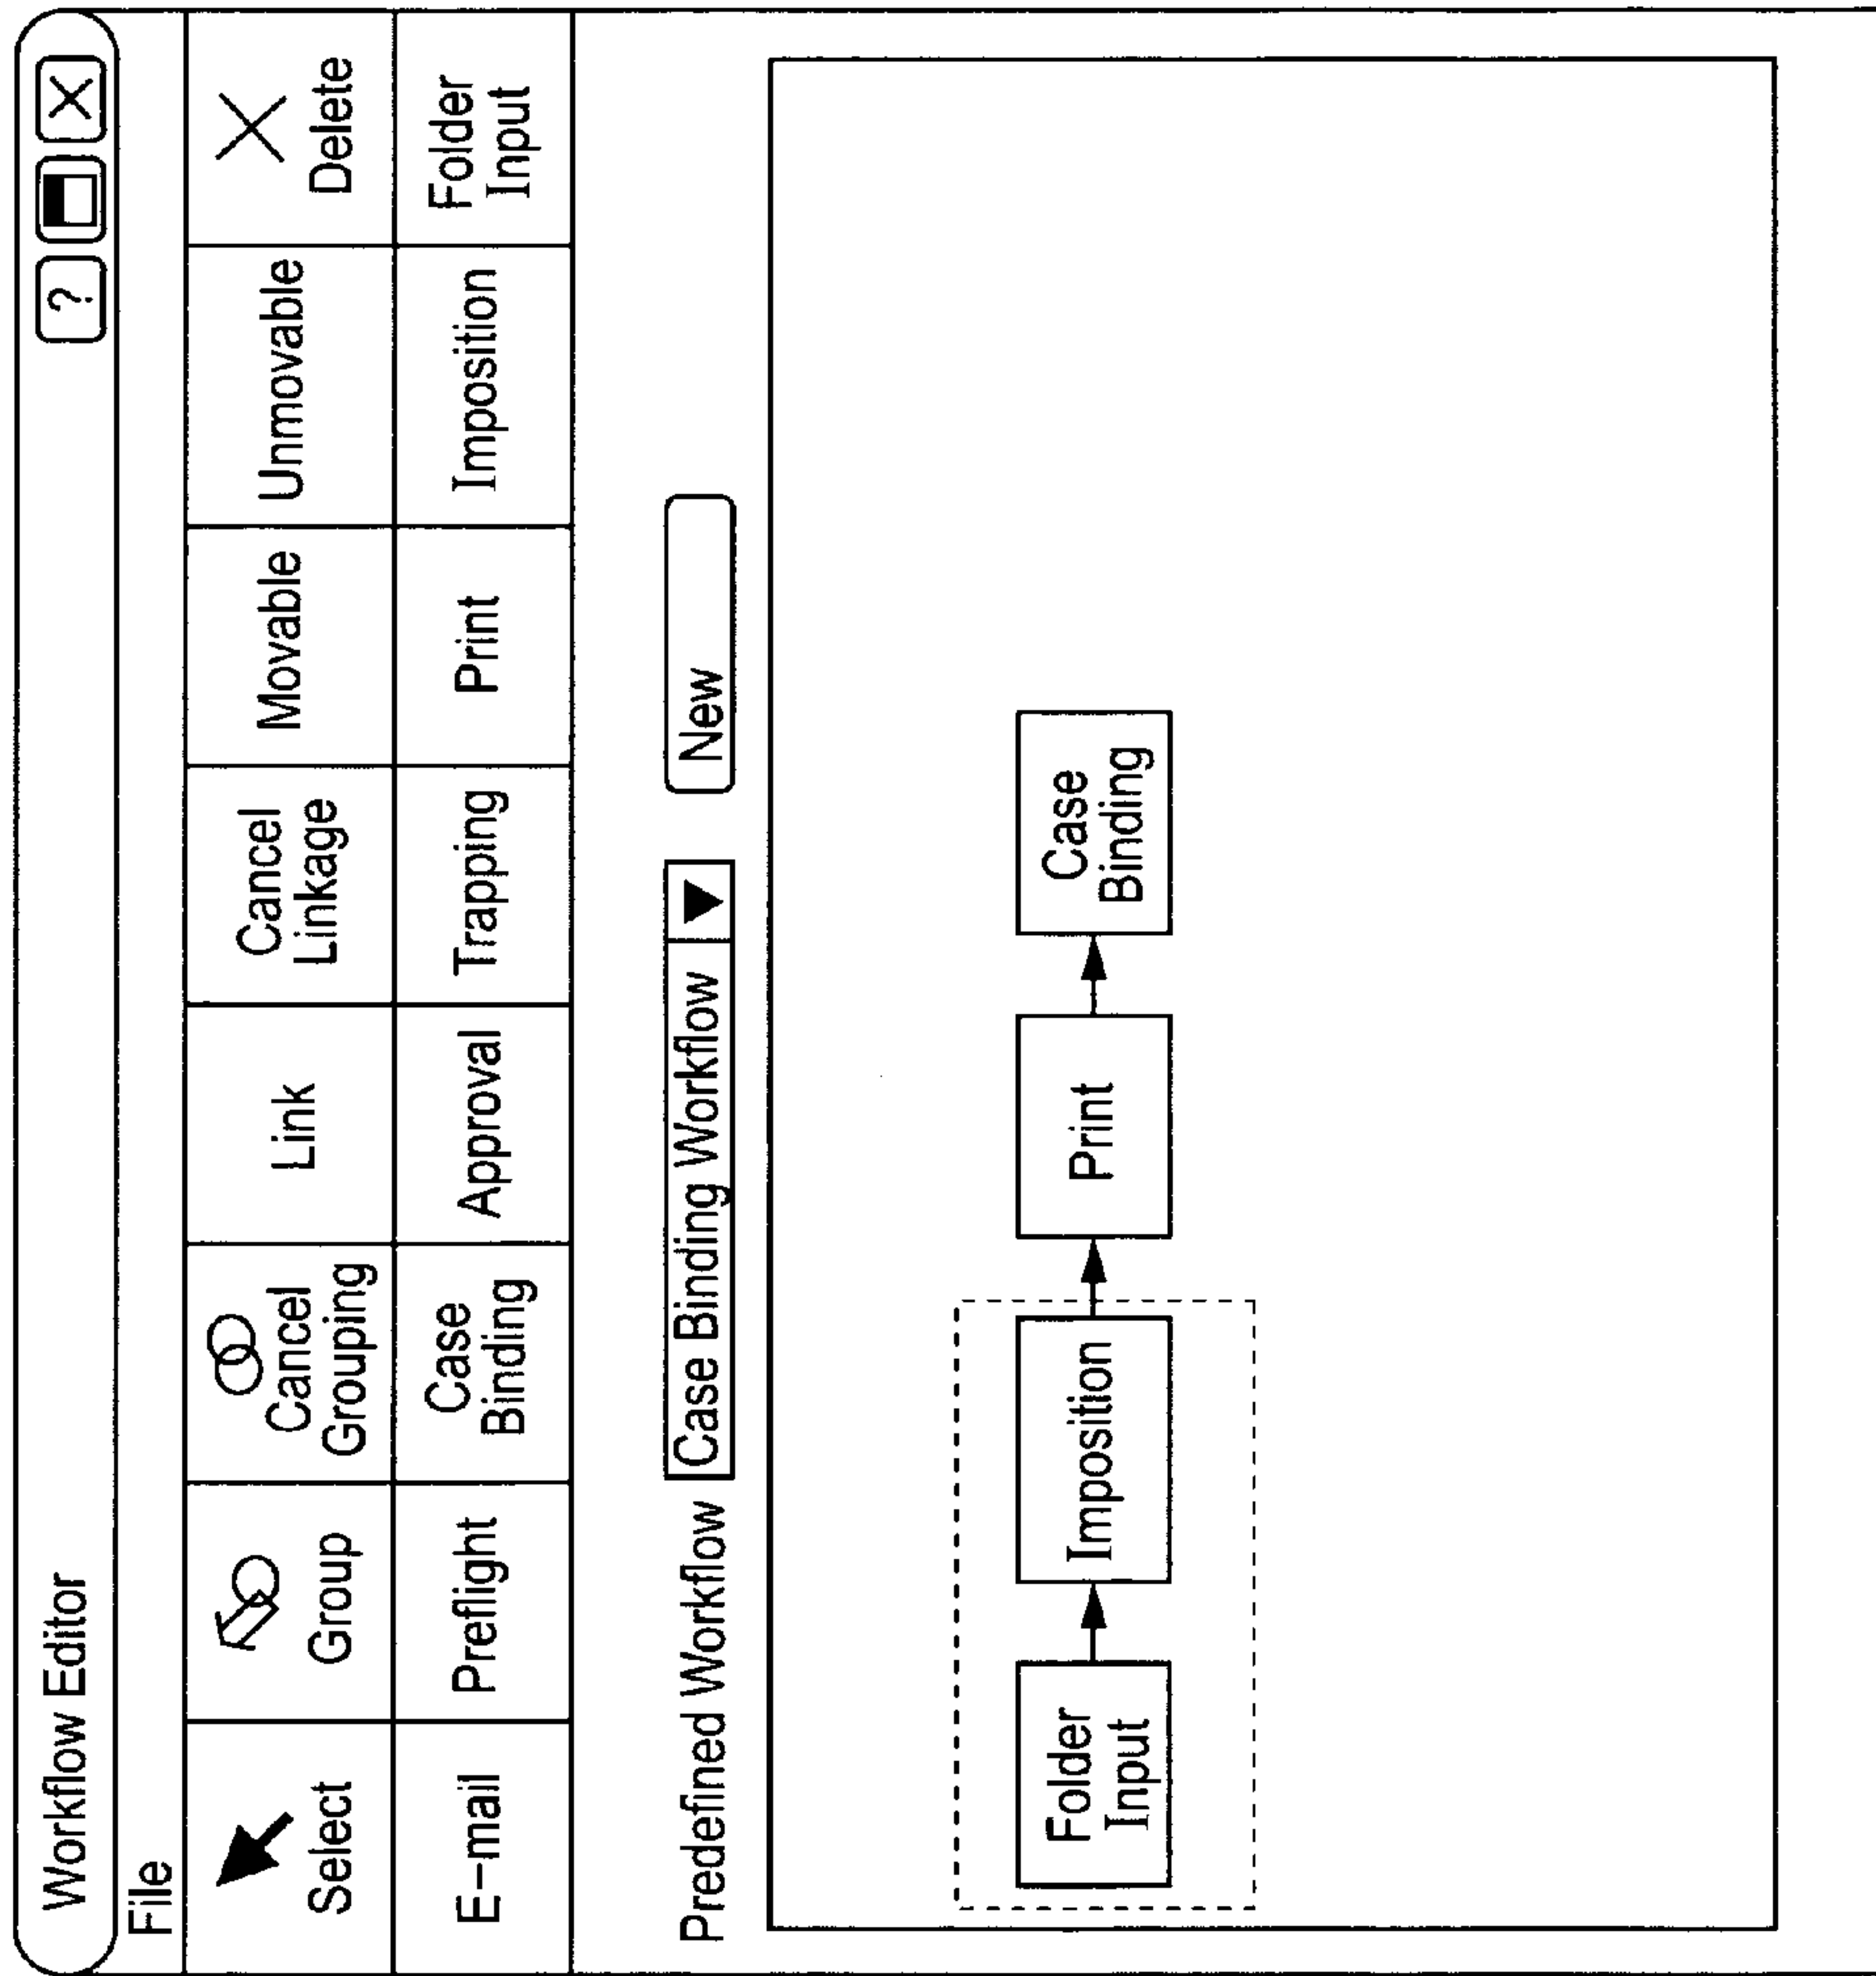 Workflow Editor
?
File
Select
Group
Cancel
Grouping
Link
Cancel
Linkage
Movable
Unmovable
Delete
E-mail
Preflight
Case
Binding
Approval
Trapping
Print
Imposition
Folder
Input
Predefined Workflow Case Binding Workflow New
Folder
Input
Imposition
Print
Case
Binding